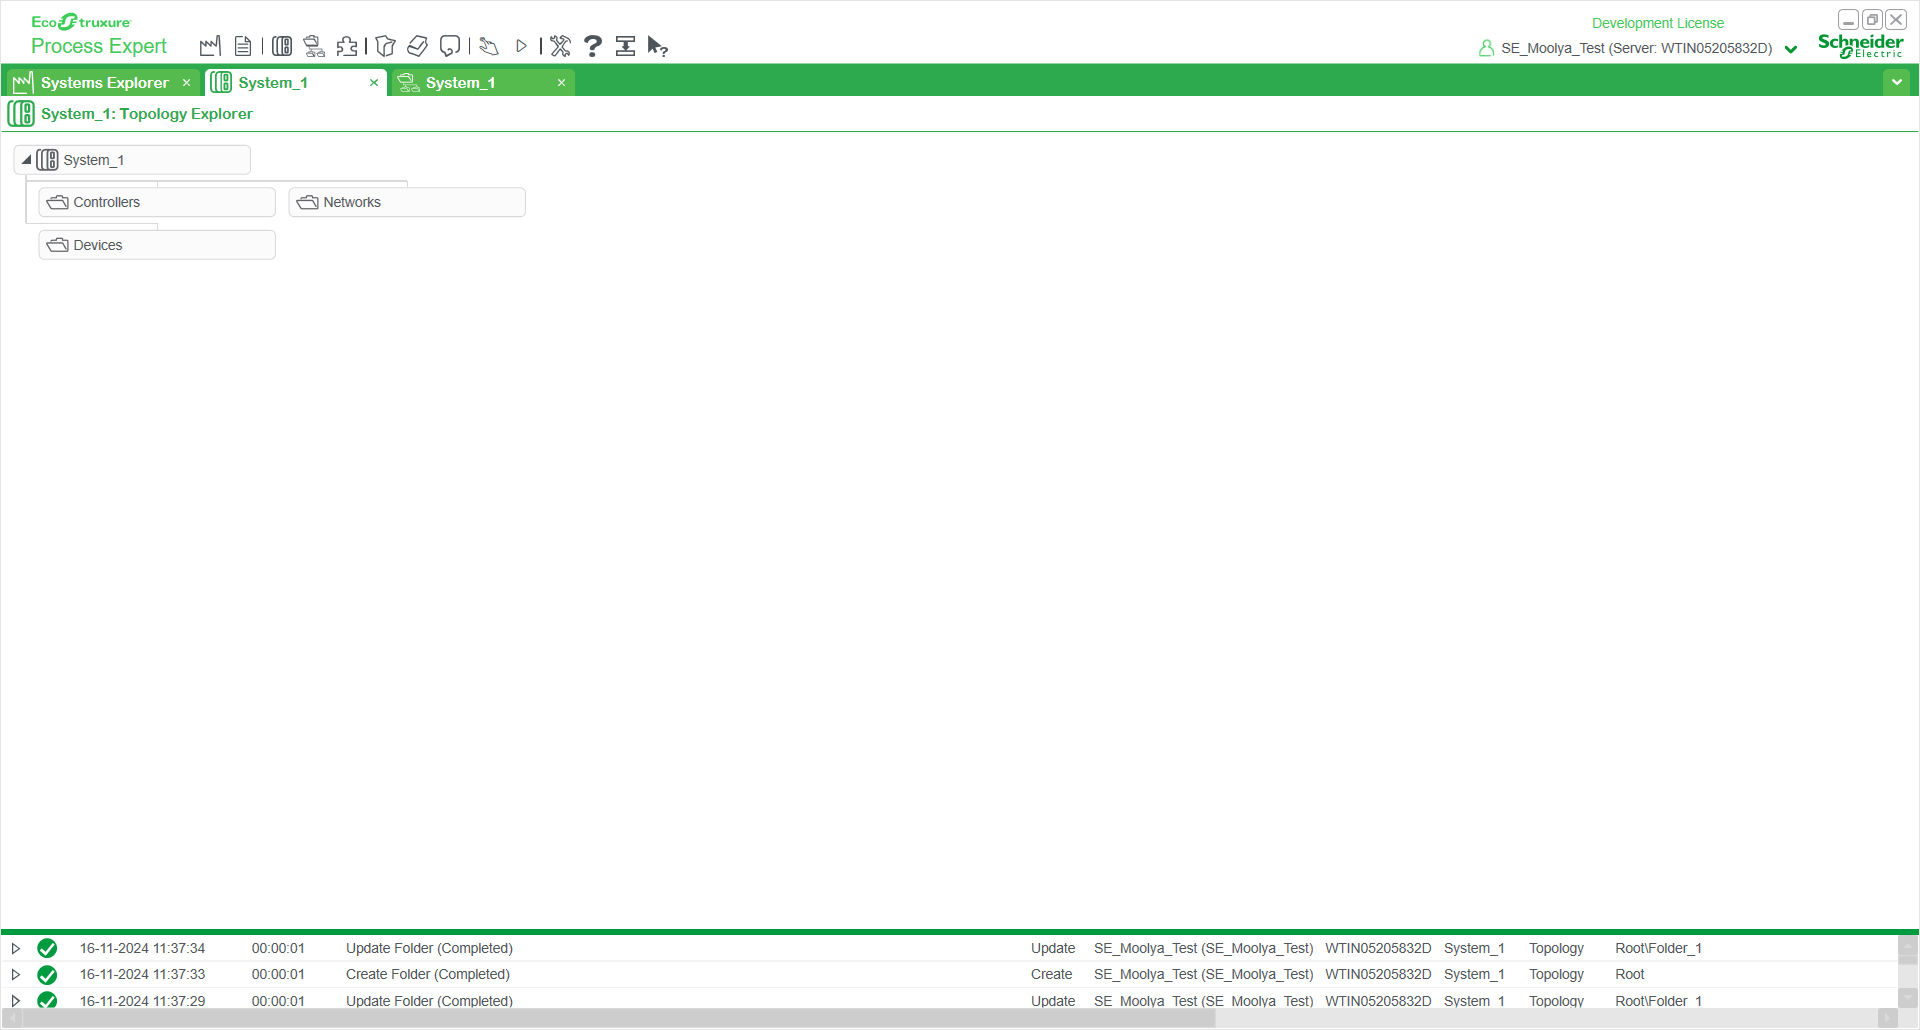 EcoStruxure
Process Expert
Development License
SE_Moolya_Test (Server: WTIN05205832D)
Schneider
Electric
Systems Explorer
System_1
System_1
System_1: Topology Explorer
System_1
Controllers
Networks
Devices
16-11-2024 11:37:34 00:00:01 Update Folder (Completed) Update SE_Moolya_Test (SE_Moolya_Test) WTIN05205832D System_1 Topology Root\Folder_1
16-11-2024 11:37:33 00:00:01 Create Folder (Completed) Create SE_Moolya_Test (SE_Moolya_Test) WTIN05205832D System_1 Topology Root
16-11-2024 11:37:29 00:00:01 Update Folder (Completed) Update SE_Moolya_Test (SE_Moolya_Test) WTIN05205832D System_1 Topology Root\Folder_1